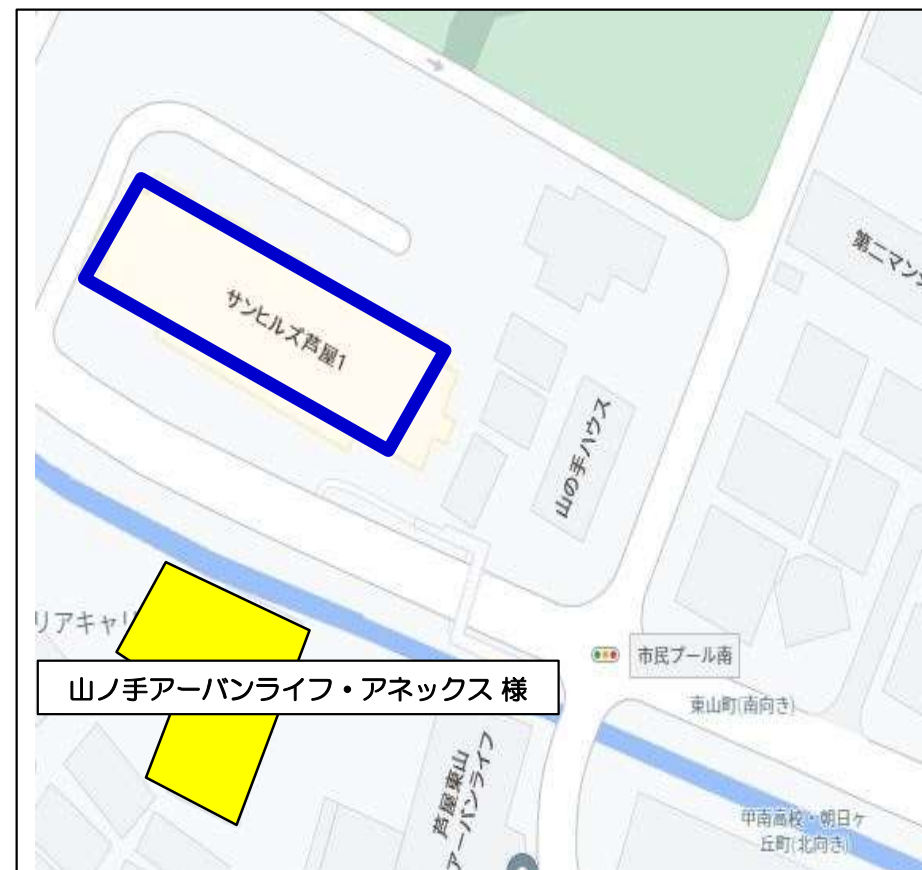 第二マンシ
サンヒルズ芦屋1
山の手ハウス
リアキャリ
市民プール南
山ノ手アーバンライフ・アネックス 様
東山町(南向き)
芦屋東山
アーバンライフ
甲南高校・朝日ケ
丘町(北向き)